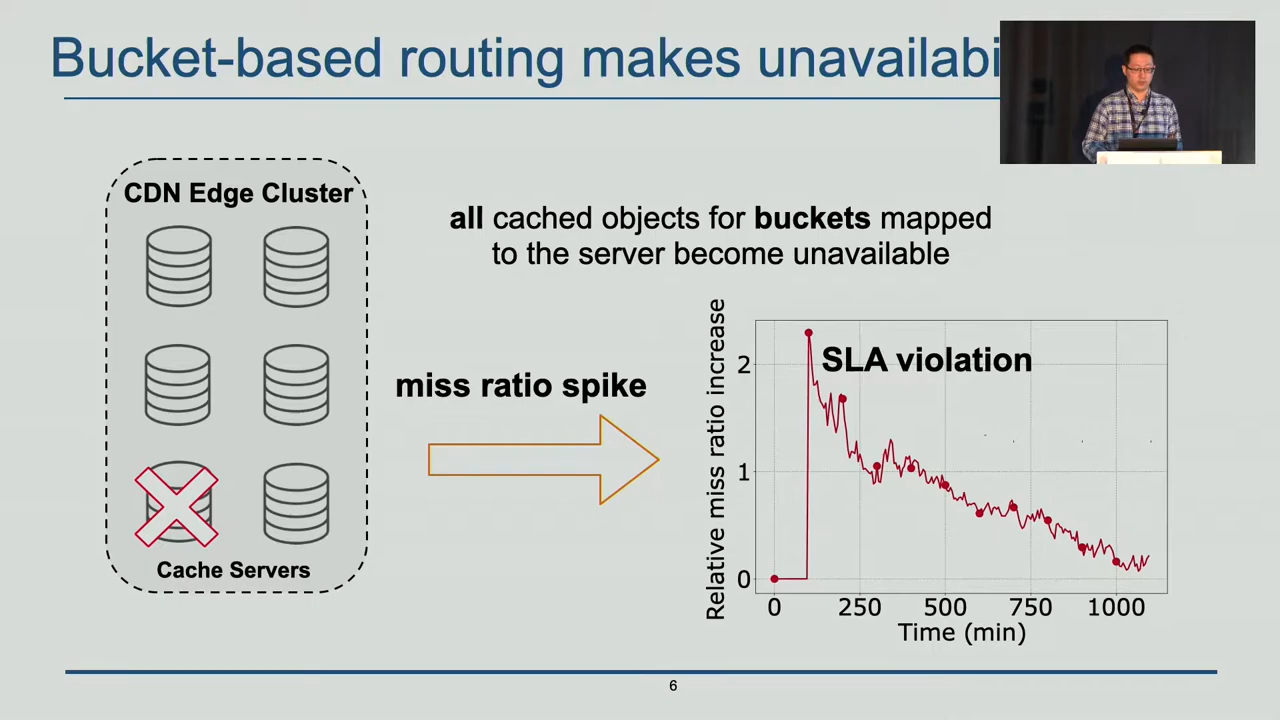 Bucket-based routing makes
CDN Edge Cluster
all cached objects for buckets mapped
to the server become unavailable
miss ratio spike
SLA violation
Relative miss ratio increase
2
1
0
0 250 500 750 1000
Time (min)
Cache Servers
6